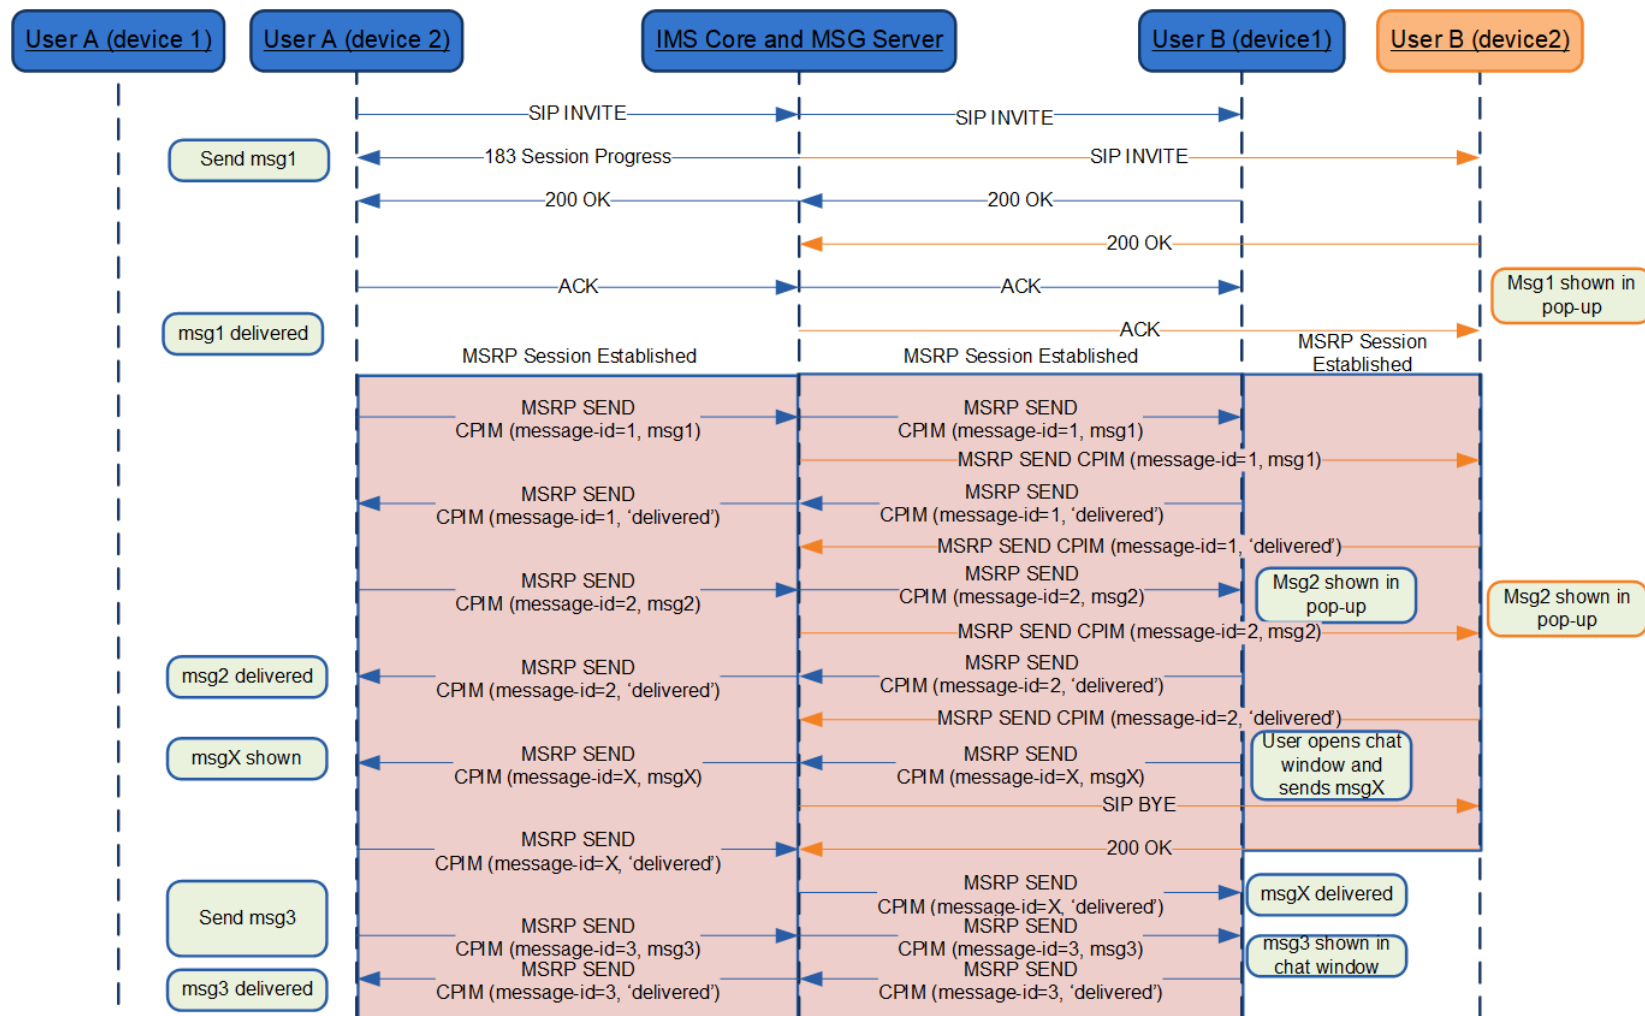 User A (device 1)
User A (device 2)
IMS Core and MSG Server
User B (device1)
User B (device2)
SIP INVITE
SIP INVITE
Send msg1
183 Session Progress
SIP INVITE
200 OK
200 OK
200 OK
ACK
ACK
Msg1 shown in
pop-up
msg1 delivered
ACK
MSRP Session Established
MSRP Session Established
MSRP Session
Established
MSRP SEND
CPIM (message-id=1, msg1)
MSRP SEND
CPIM (message-id=1, msg1)
MSRP SEND CPIM (message-id=1, msg1)
MSRP SEND
CPIM (message-id=1, ‘delivered’)
MSRP SEND
CPIM (message-id=1, ‘delivered’)
MSRP SEND CPIM (message-id=1, ‘delivered’)
MSRP SEND
CPIM (message-id=2, msg2)
MSRP SEND
CPIM (message-id=2, msg2)
Msg2 shown in
pop-up
Msg2 shown in
pop-up
MSRP SEND CPIM (message-id=2, msg2)
msg2 delivered
MSRP SEND
CPIM (message-id=2, ‘delivered’)
MSRP SEND
CPIM (message-id=2, ‘delivered’)
MSRP SEND CPIM (message-id=2, ‘delivered’)
msgX shown
MSRP SEND
CPIM (message-id=X, msgX)
MSRP SEND
CPIM (message-id=X, msgX)
User opens chat
window and
sends msgX
SIP BYE
MSRP SEND
CPIM (message-id=X, ‘delivered’)
200 OK
Send msg3
MSRP SEND
CPIM (message-id=X, ‘delivered’)
msgX delivered
MSRP SEND
CPIM (message-id=3, msg3)
MSRP SEND
CPIM (message-id=3, msg3)
msg3 shown in
chat window
msg3 delivered
MSRP SEND
CPIM (message-id=3, ‘delivered’)
MSRP SEND
CPIM (message-id=3, ‘delivered’)